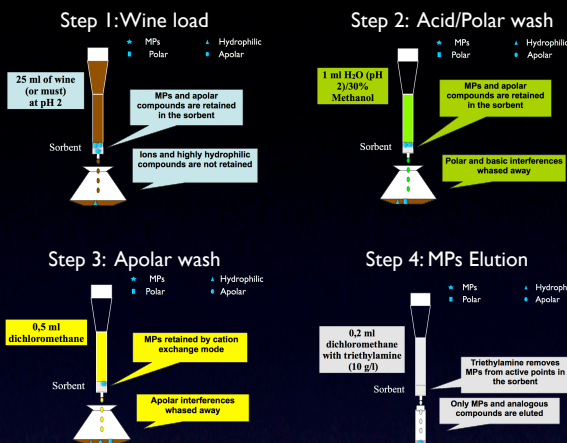 Step 1: Wine load
MPs
Hydrophilic
Polar
Apolar
25 ml of wine
(or must)
at pH 2
MPs and apolar
compounds are retained
in the sorbent
Sorbent
Ions and highly hydrophilic
compounds are not retained
Step 2: Acid/Polar wash
MPs
Hydrophilic
Polar
Apolar
1 ml H₂O (pH
2)/30%
Methanol
MPs and apolar
compounds are retained
in the sorbent
Sorbent
Polar and basic interferences
whased away
Step 3: Apolar wash
MPs
Hydrophilic
Polar
Apolar
0,5 ml
dichloromethane
MPs retained by cation
exchange mode
Sorbent
Apolar interferences
whased away
Step 4: MPs Elution
MPs
Hydrophilic
Polar
Apolar
0,2 ml
dichloromethane
with triethylamine
(10 g/l)
Triethylamine removes
MPs from active points in
the sorbent
Sorbent
Only MPs and analogous
compounds are eluted